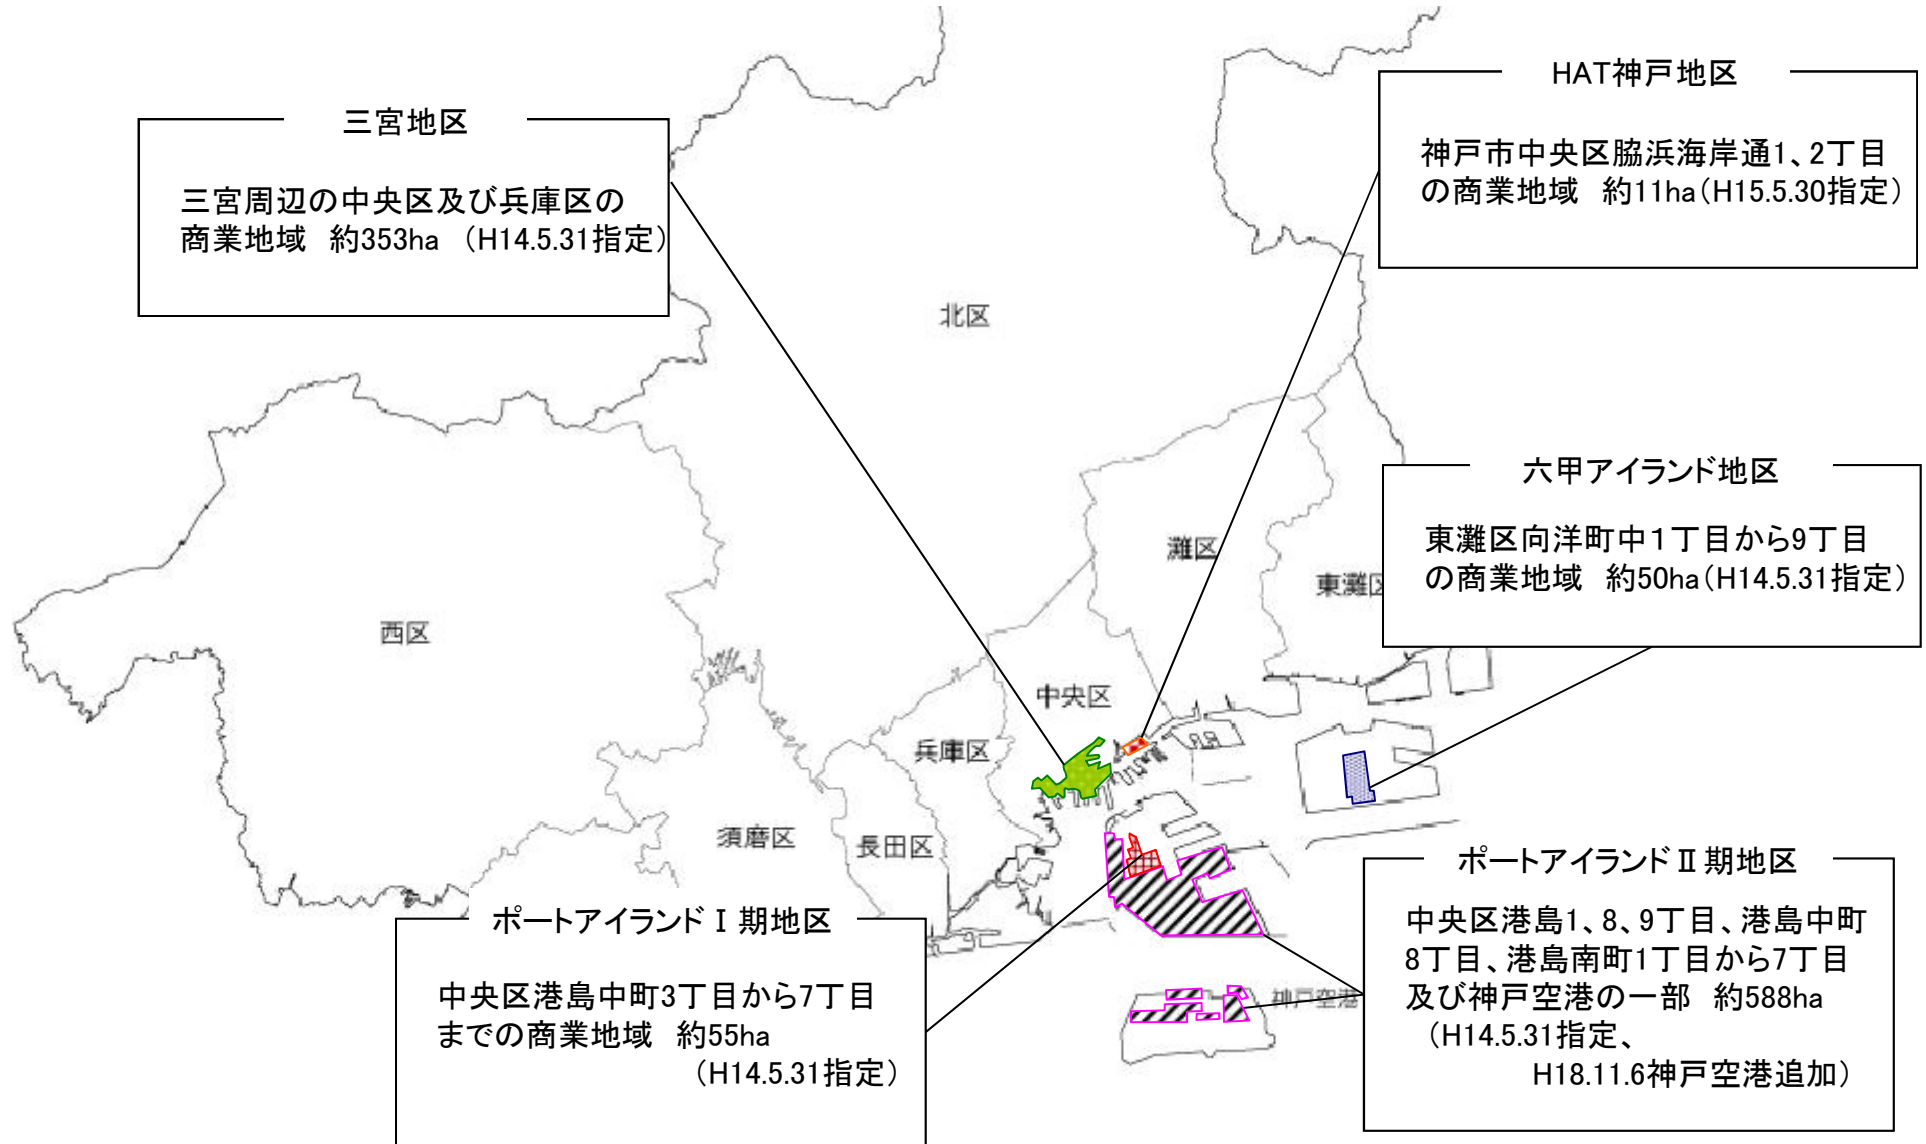 三宮地区
三宮周辺の中央区及び兵庫区の
商業地域　約353ha　(H14.5.31指定)
HAT神戸地区
神戸市中央区脇浜海岸通1、2丁目
の商業地域　約11ha(H15.5.30指定)
北区
六甲アイランド地区
東灘区向洋町中１丁目から9丁目
の商業地域　約50ha(H14.5.31指定)
灘区
東灘区
西区
中央区
兵庫区
須磨区
長田区
ポートアイランドⅠ期地区
中央区港島中町3丁目から7丁目
までの商業地域　約55ha
(H14.5.31指定)
ポートアイランドⅡ期地区
中央区港島1、8、9丁目、港島中町
8丁目、港島南町1丁目から7丁目
及び神戸空港の一部　約588ha
(H14.5.31指定、
H18.11.6神戸空港追加)
神戸空港